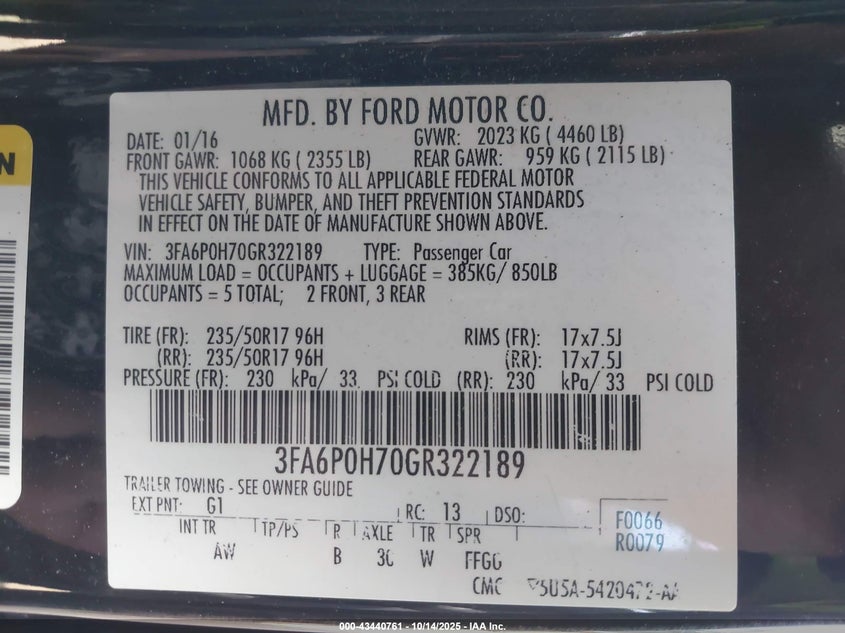 MFD. BY FORD MOTOR CO.
DATE: 01/16 GVWR: 2023 KG ( 4460 LB)
FRONT GAWR: 1068 KG ( 2355 LB) REAR GAWR: 959 KG ( 2115 LB)
THIS VEHICLE CONFORMS TO ALL APPLICABLE FEDERAL MOTOR
VEHICLE SAFETY, BUMPER, AND THEFT PREVENTION STANDARDS
IN EFFECT ON THE DATE OF MANUFACTURE SHOWN ABOVE.
VIN: 3FA6P0H70GR322189 TYPE: Passenger Car
MAXIMUM LOAD = OCCUPANTS + LUGGAGE = 385KG/ 850LB
OCCUPANTS = 5 TOTAL; 2 FRONT, 3 REAR
TIRE (FR): 235/50R17 96H RIMS (FR): 17x7.5J
(RR): 235/50R17 96H (RR): 17x7.5J
PRESSURE (FR): 230 kPa/ 33 PSI COLD (RR): 230 kPa/ 33 PSI COLD
3FA6P0H70GR322189
TRAILER TOWING - SEE OWNER GUIDE
EXT PNT: G1 RC: 13 DSO: F0066
INT TR TP/PS R AXLE TR SPR R0079
AW B 3C W FFGG
CMC
000-43440761 - 10/14/2025 - IAA Inc.